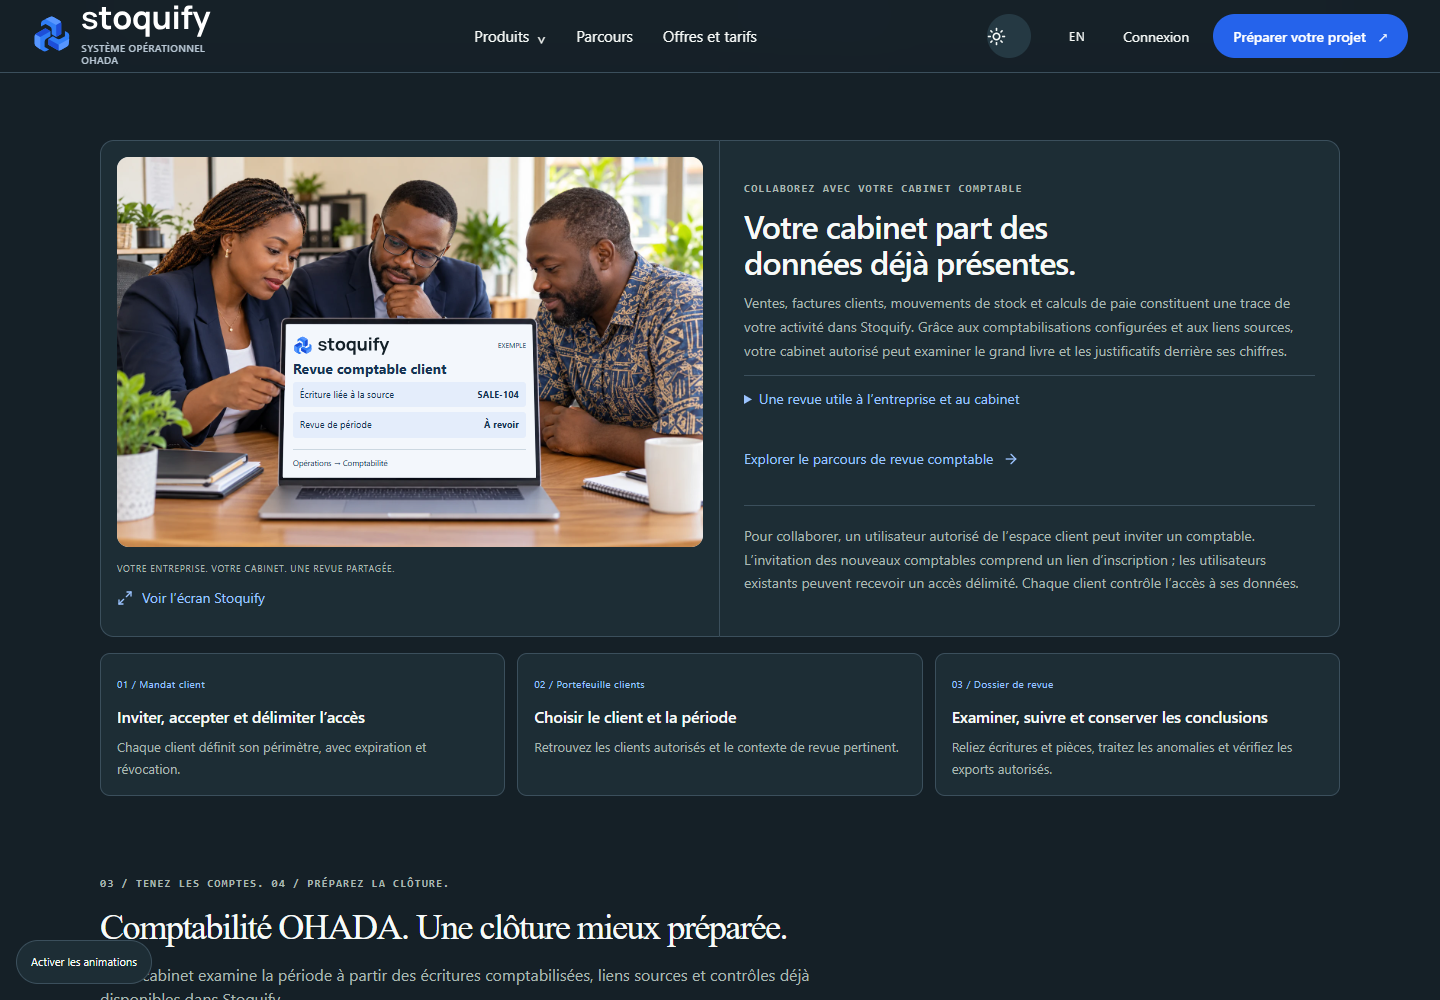 stoquify
SYSTÈME OPÉRATIONNEL
OHADA
Produits
Parcours
Offres et tarifs
EN
Connexion
Préparer votre projet ↗
stoquify
EXEMPLE
Revue comptable client
Écriture liée à la source
SALE-104
Revue de période
À revoir
Opérations → Comptabilité
VOTRE ENTREPRISE. VOTRE CABINET. UNE REVUE PARTAGÉE.
Voir l’écran Stoquify
COLLABOREZ AVEC VOTRE CABINET COMPTABLE
Votre cabinet part des
données déjà présentes.
Ventes, factures clients, mouvements de stock et calculs de paie constituent une trace de
votre activité dans Stoquify. Grâce aux comptabilisations configurées et aux liens sources,
votre cabinet autorisé peut examiner le grand livre et les justificatifs derrière ses chiffres.
Une revue utile à l’entreprise et au cabinet
Explorer le parcours de revue comptable →
Pour collaborer, un utilisateur autorisé de l’espace client peut inviter un comptable.
L’invitation des nouveaux comptables comprend un lien d’inscription ; les utilisateurs
existants peuvent recevoir un accès délimité. Chaque client contrôle l’accès à ses données.
01 / Mandat client
Inviter, accepter et délimiter l’accès
Chaque client définit son périmètre, avec expiration et
révocation.
02 / Portefeuille clients
Choisir le client et la période
Retrouvez les clients autorisés et le contexte de revue pertinent.
03 / Dossier de revue
Examiner, suivre et conserver les conclusions
Reliez écritures et pièces, traitez les anomalies et vérifiez les
exports autorisés.
03 / TENEZ LES COMPTES. 04 / PRÉPAREZ LA CLÔTURE.
Comptabilité OHADA. Une clôture mieux préparée.
Activer les animations
cabinet examine la période à partir des écritures comptabilisées, liens sources et contrôles déjà
disponibles dans Stoquify.